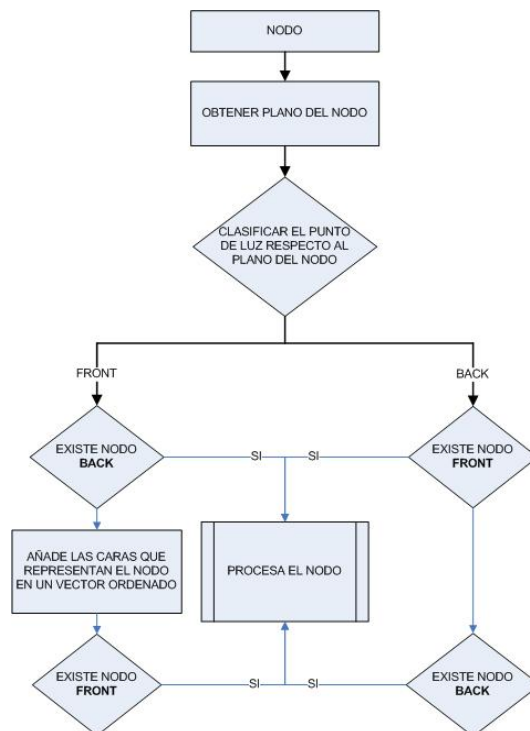 NODO
OBTENER PLANO DEL NODO
CLASIFICAR EL PUNTO
DE LUZ RESPECTO AL
PLANO DEL NODO
FRONT
BACK
EXISTE NODO
BACK
SI
SI
EXISTE NODO
FRONT
AÑADE LAS CARAS QUE
REPRESENTAN EL NODO
EN UN VECTOR ORDENADO
PROCESA EL NODO
EXISTE NODO
FRONT
SI
SI
EXISTE NODO
BACK